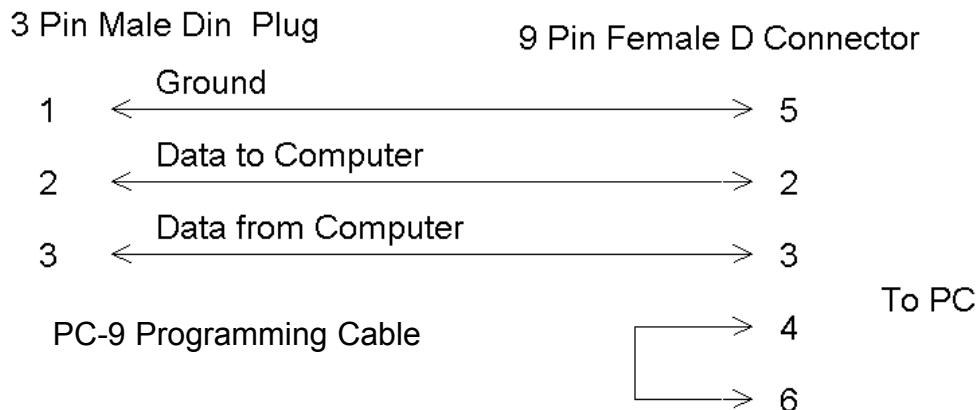 3 Pin Male Din Plug
9 Pin Female D Connector
Ground
1 5
Data to Computer
2 2
Data from Computer
3 3
To PC
PC-9 Programming Cable
4
6